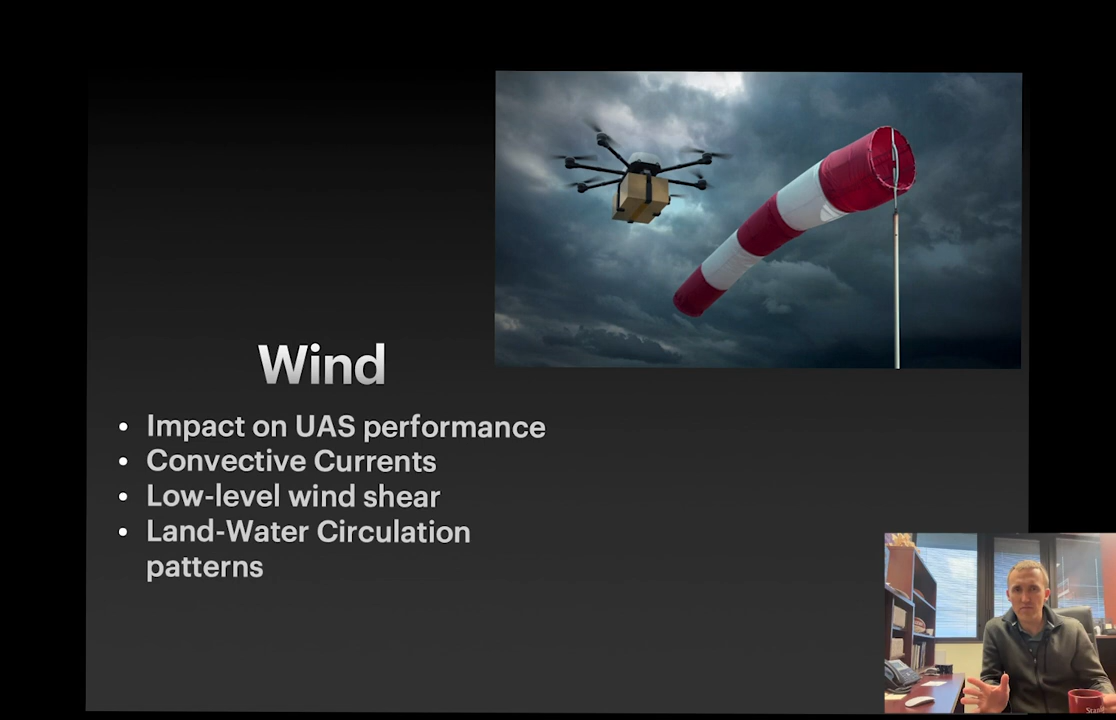 Wind
• Impact on UAS performance
• Convective Currents
• Low-level wind shear
• Land-Water Circulation
patterns